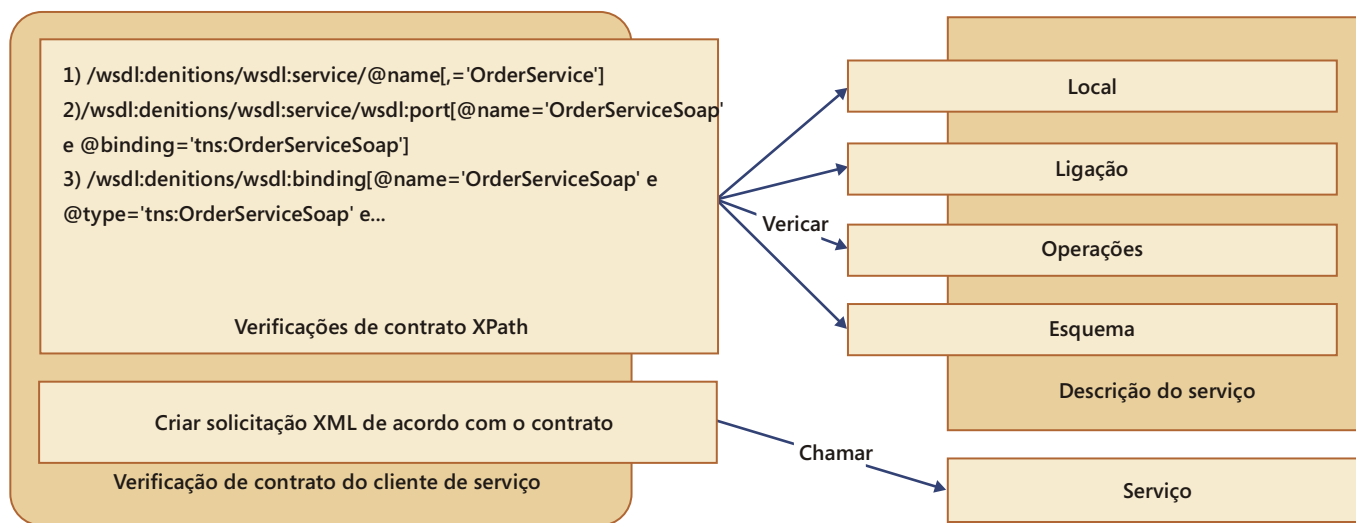 1) /wsdl:denitions/wsdl:service/@name[,='OrderService']
2)/wsdl:denitions/wsdl:service/wsdl:port[@name='OrderServiceSoap'
e @binding='tns:OrderServiceSoap']
3) /wsdl:denitions/wsdl:binding[@name='OrderServiceSoap' e
@type='tns:OrderServiceSoap' e...
Verificações de contrato XPath
Criar solicitação XML de acordo com o contrato
Verificação de contrato do cliente de serviço
Vericar
Chamar
Local
Ligação
Operações
Esquema
Descrição do serviço
Serviço